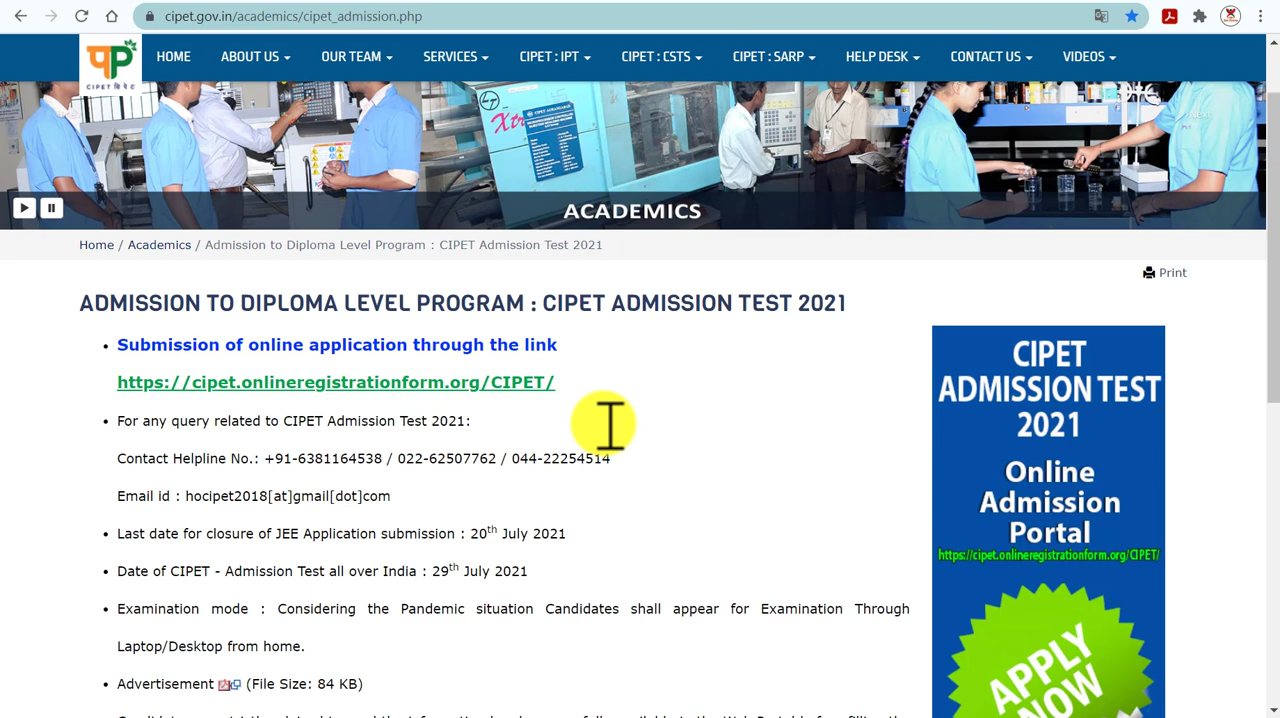 cipet.gov.in/academics/cipet_admission.php
CIPET सिपेट
HOME ABOUT US OUR TEAM SERVICES CIPET : IPT CIPET : CSTS CIPET : SARP HELP DESK CONTACT US VIDEOS
Next
ACADEMICS
Home / Academics / Admission to Diploma Level Program : CIPET Admission Test 2021
Print
ADMISSION TO DIPLOMA LEVEL PROGRAM : CIPET ADMISSION TEST 2021
• Submission of online application through the link
https://cipet.onlineregistrationform.org/CIPET/
• For any query related to CIPET Admission Test 2021:
Contact Helpline No.: +91-6381164538 / 022-62507762 / 044-22254514
Email id : hocipet2018[at]gmail[dot]com
• Last date for closure of JEE Application submission : 20th July 2021
• Date of CIPET - Admission Test all over India : 29th July 2021
• Examination mode : Considering the Pandemic situation Candidates shall appear for Examination Through
Laptop/Desktop from home.
• Advertisement (File Size: 84 KB)
CIPET
ADMISSION TEST
2021
Online
Admission
Portal
https://cipet.onlineregistrationform.org/CIPET/
APPLY
NOW